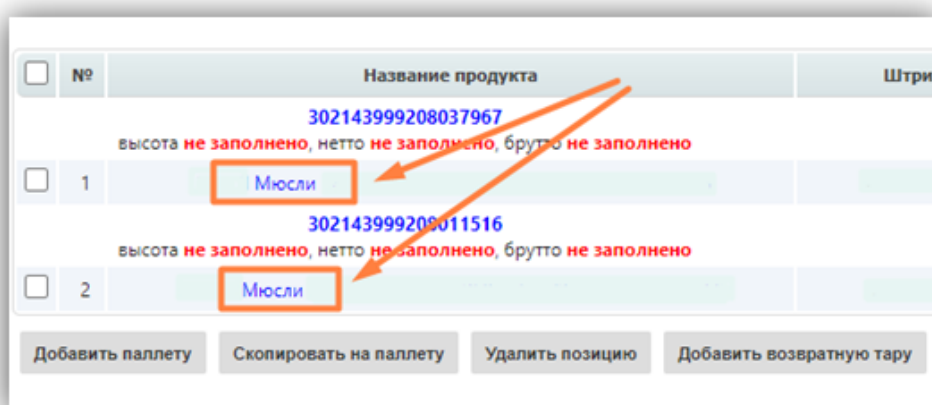 № Название продукта Штри
302143999208037967
высота не заполнено, нетто не заполнено, брутто не заполнено
1 Мюсли
302143999208011516
высота не заполнено, нетто не заполнено, брутто не заполнено
2 Мюсли
Добавить паллету Скопировать на паллету Удалить позицию Добавить возвратную тару